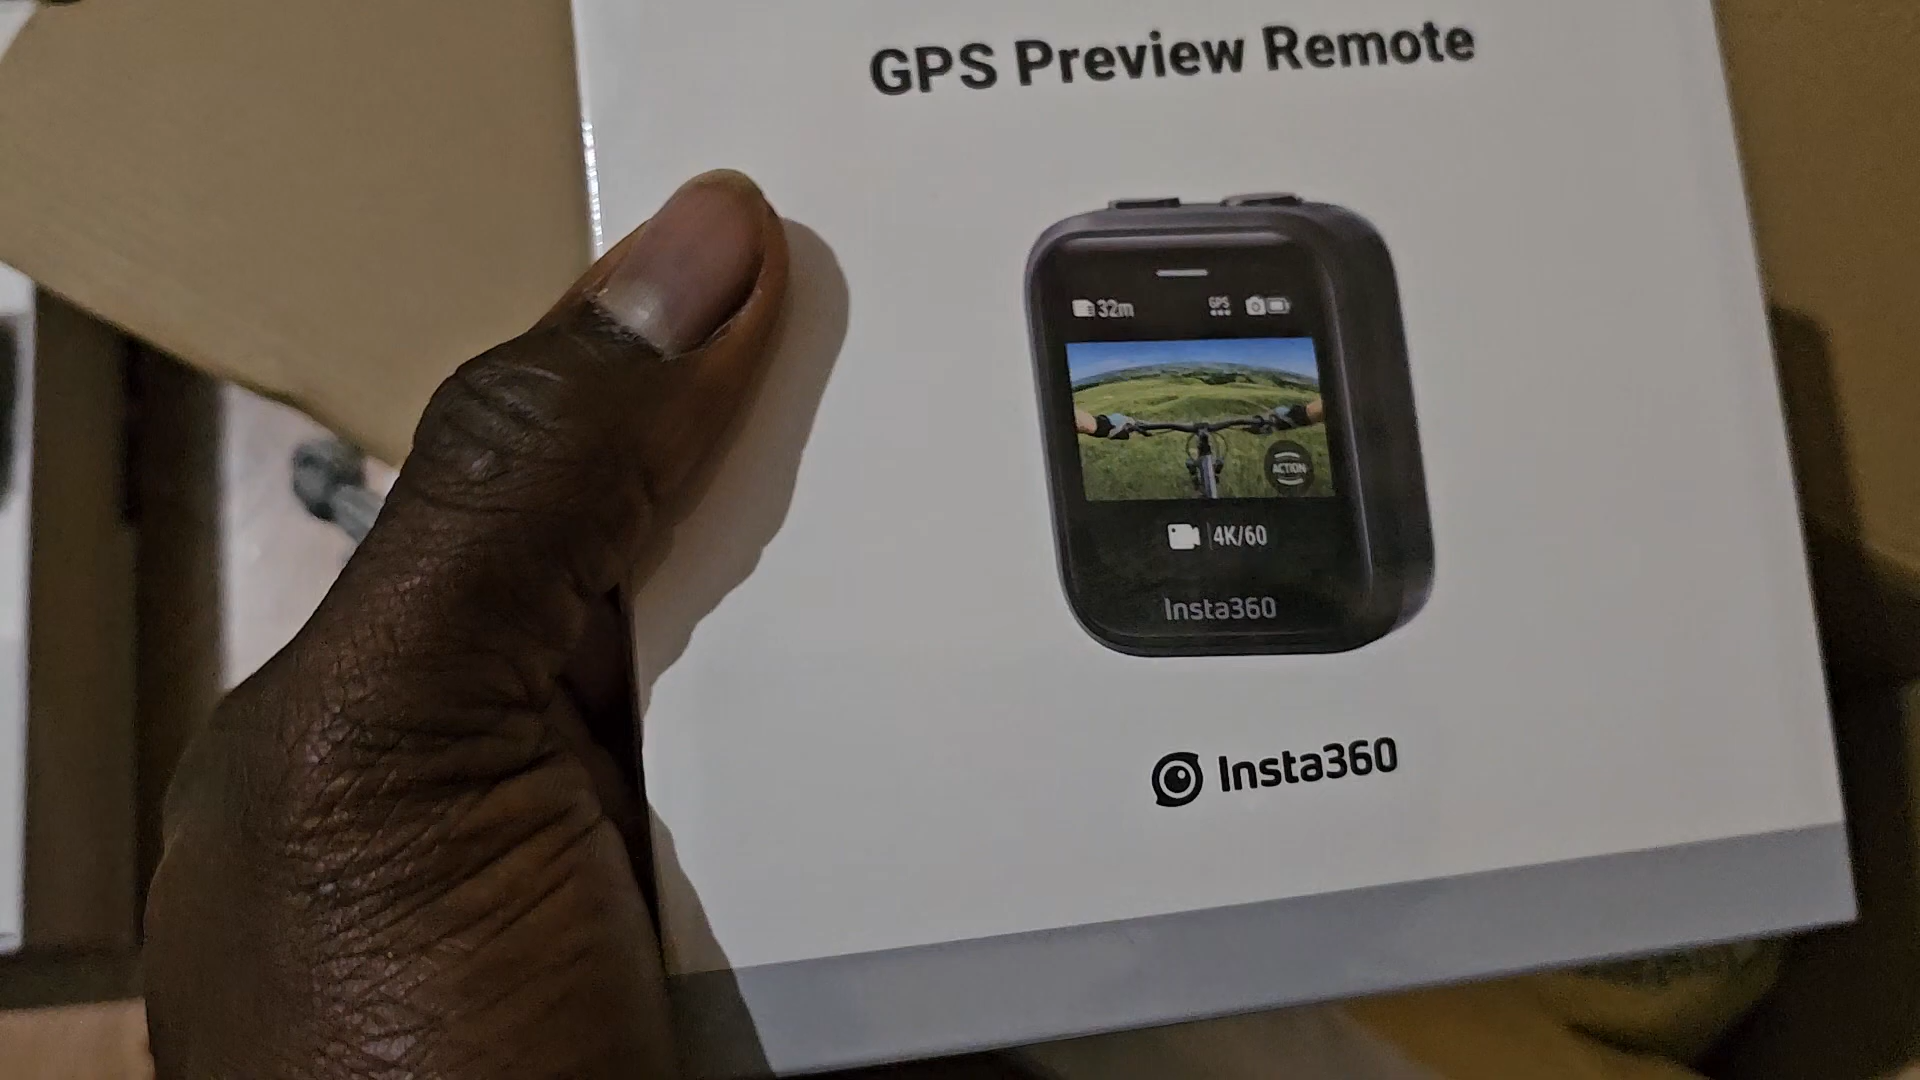 GPS Preview Remote
32m
GPS
ACTION
4K/60
Insta360
Insta360